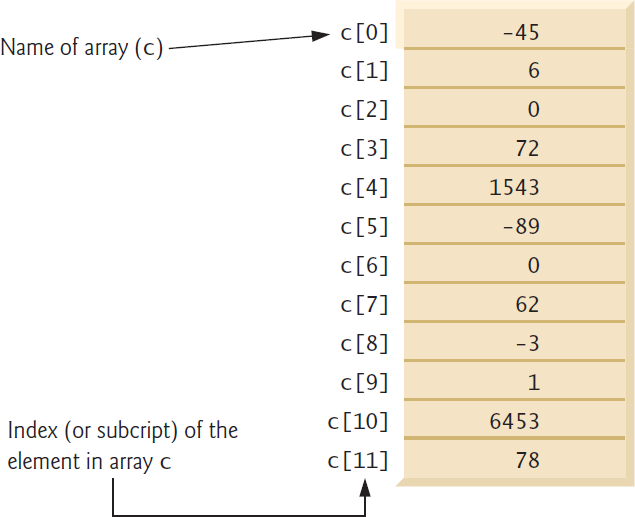 Name of array (c)
c[0] -45
c[1] 6
c[2] 0
c[3] 72
c[4] 1543
c[5] -89
c[6] 0
c[7] 62
c[8] -3
c[9] 1
c[10] 6453
c[11] 78
Index (or subcript) of the
element in array c